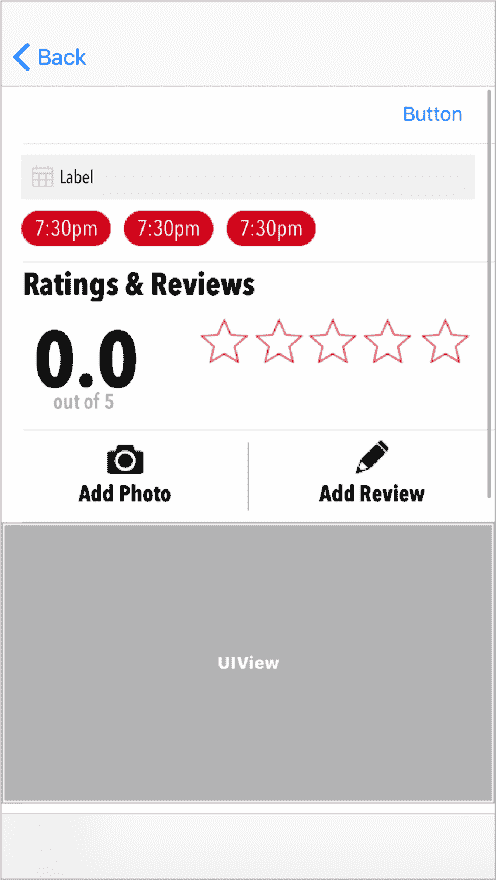 Back
Button
Label
7:30pm 7:30pm 7:30pm
Ratings & Reviews
0.0
out of 5
Add Photo Add Review
UIView